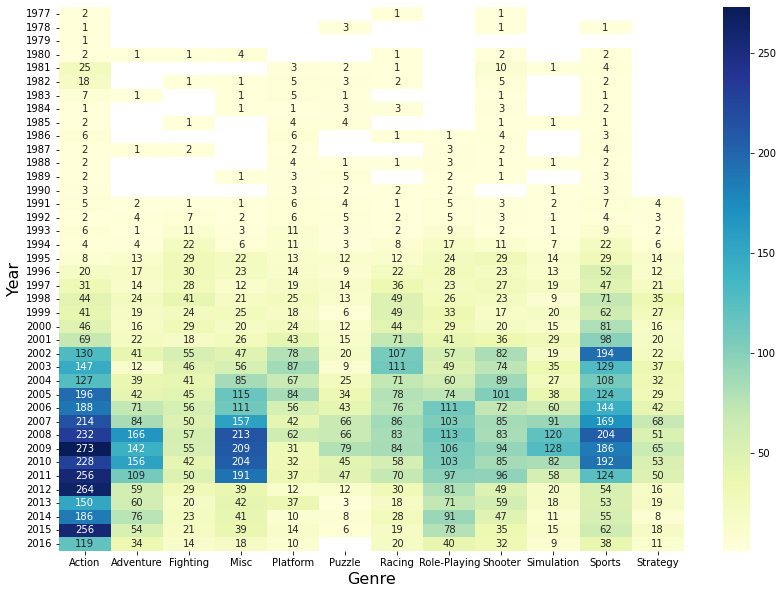 1977 2 1 1
1978 1 3 1 1
1979 1
1980 2 1 1 4 1 2 2
1981 25 3 2 1 10 1 4
1982 18 1 1 5 3 2 5 2
1983 7 1 1 5 1 1 1
1984 1 1 1 3 3 3 2
1985 2 1 4 4 1 1 1
1986 6 6 1 1 4 3
1987 2 1 2 2 3 2 4
1988 2 4 1 1 3 1 1 2
1989 2 1 3 5 2 1 3
1990 3 3 2 2 2 1 3
1991 5 2 1 1 6 4 1 5 3 2 7 4
1992 2 4 7 2 6 5 2 5 3 1 4 3
1993 6 1 11 3 11 3 2 9 2 1 9 2
1994 4 4 22 6 11 3 8 17 11 7 22 6
1995 8 13 29 22 13 12 12 24 29 14 29 14
1996 20 17 30 23 14 9 22 28 23 13 52 12
1997 31 14 28 12 19 14 36 23 27 19 47 21
1998 44 24 41 21 25 13 49 26 23 9 71 35
1999 41 19 24 25 18 6 49 33 17 20 62 27
2000 46 16 29 20 24 12 44 29 20 15 81 16
2001 69 22 18 26 43 15 71 41 36 29 98 20
2002 130 41 55 47 78 20 107 57 82 19 194 22
2003 147 12 46 56 87 9 111 49 74 35 129 37
2004 127 39 41 85 67 25 71 60 89 27 108 32
2005 196 42 45 115 84 34 78 74 101 38 124 29
2006 188 71 56 111 56 43 76 111 72 60 144 42
2007 214 84 50 157 42 66 86 103 85 91 169 68
2008 232 166 57 213 62 66 83 113 83 120 204 51
2009 273 142 55 209 31 79 84 106 94 128 186 65
2010 228 156 42 204 32 45 58 103 85 82 192 53
2011 256 109 50 191 37 47 70 97 96 58 124 50
2012 264 59 29 39 12 12 30 81 49 20 54 16
2013 150 60 20 42 37 3 18 71 59 18 53 19
2014 186 76 23 41 10 8 28 91 47 11 55 9
2015 256 54 21 39 14 6 19 78 35 15 62 18
2016 119 34 14 18 10 20 40 32 9 38 11
Action Adventure Fighting Misc Platform Puzzle Racing Role-Playing Shooter Simulation Sports Strategy
Genre
Year
250
200
150
100
50